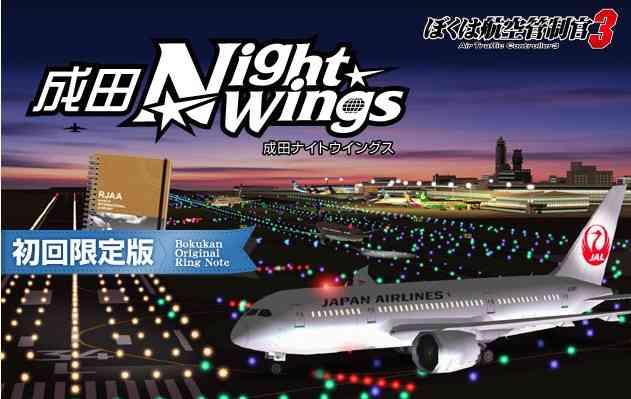 ぼくは航空管制官3
Air Traffic Controller3
成田 Night Wings
成田ナイトウイングス
RJAA
初回限定版
Bokukan
Original
Ring Note
JAPAN AIRLINES
JAL
34